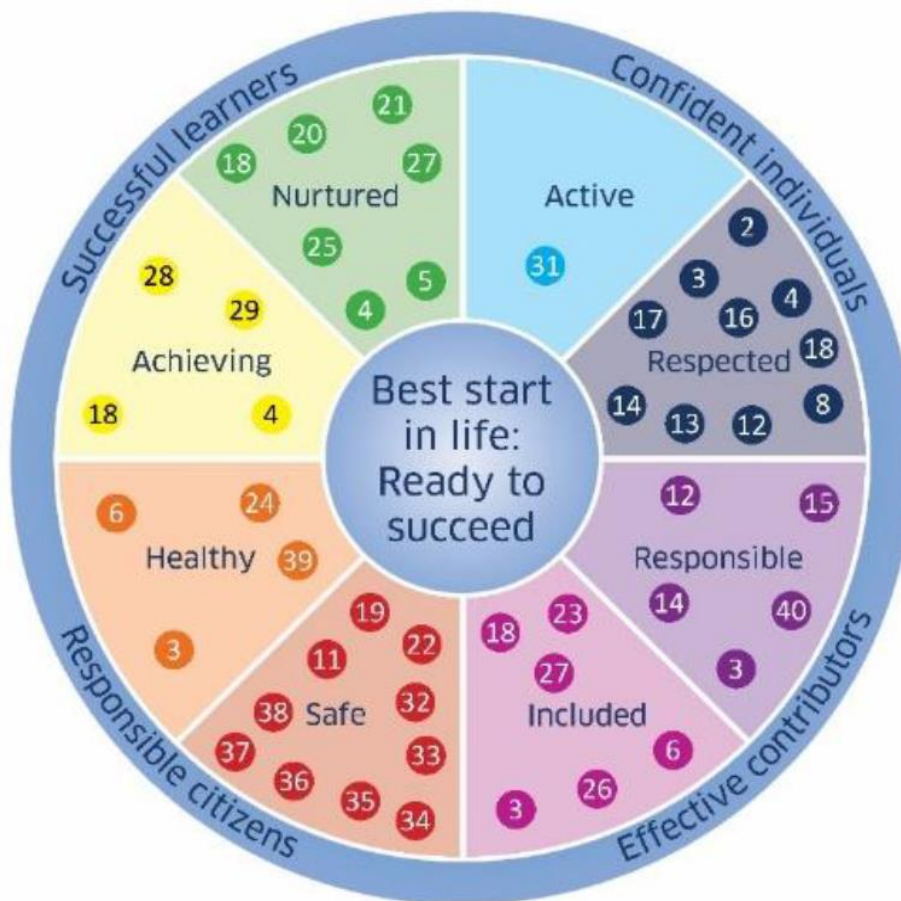 Successful learners
Confident individuals
21
20
18
27
Nurtured
25
5
4
Active
31
2
3
4
17
16
18
Respected
14
13
12
8
28
29
Achieving
18
4
Best start
in life:
Ready to
succeed
6
24
Healthy
39
3
12
15
Responsible
14
40
3
19
22
11
38
Safe
32
37
33
36
35
34
18
23
27
Included
6
26
3
Responsible citizens
Effective contributors